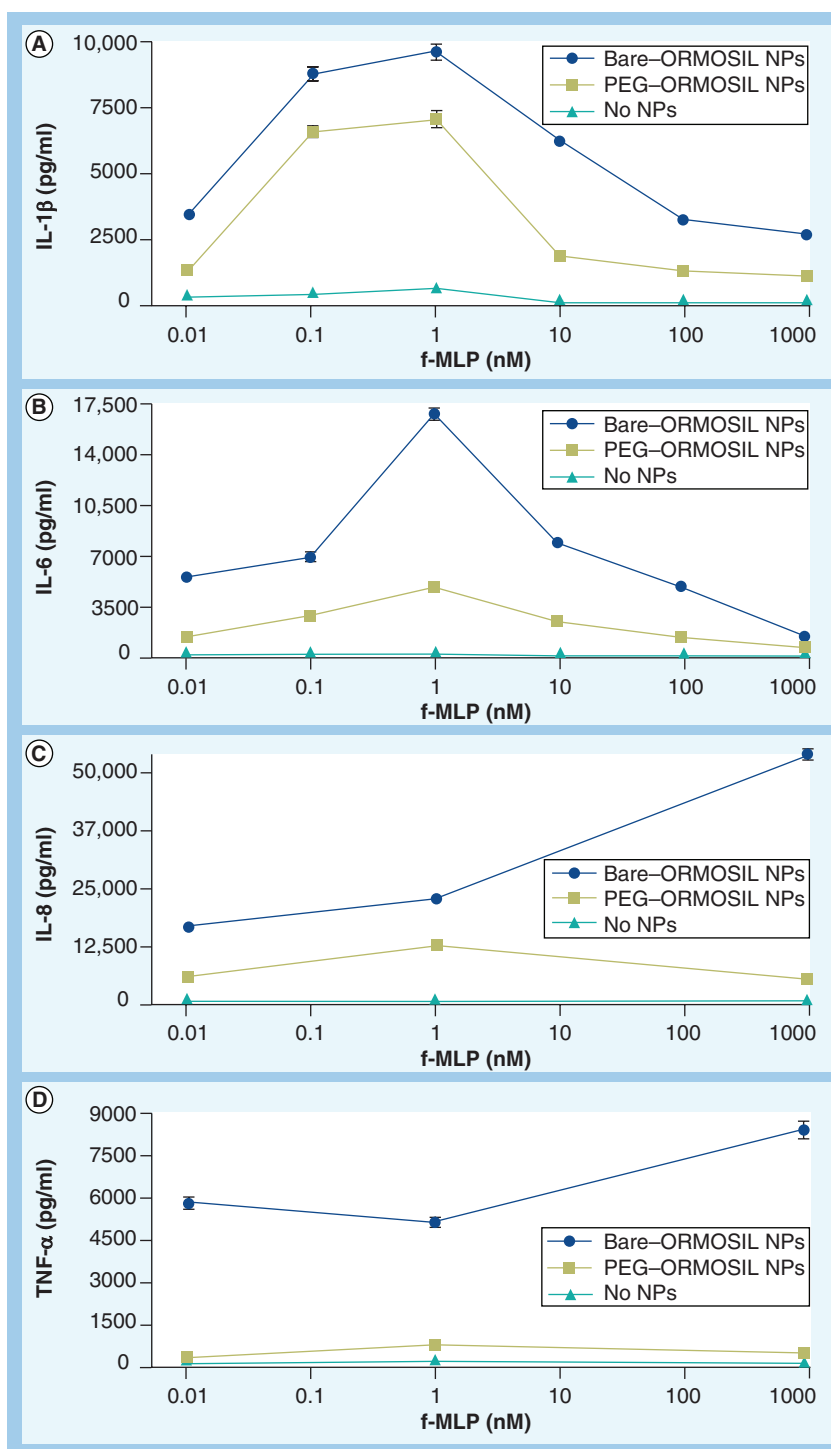 A
10,000
7500
5000
2500
0
IL-1β (pg/ml)
Bare–ORMOSIL NPs
PEG–ORMOSIL NPs
No NPs
0.01 0.1 1 10 100 1000
f-MLP (nM)
B
17,500
14,000
10,500
7000
3500
0
IL-6 (pg/ml)
Bare–ORMOSIL NPs
PEG–ORMOSIL NPs
No NPs
0.01 0.1 1 10 100 1000
f-MLP (nM)
C
50,000
37,000
25,000
12,500
0
IL-8 (pg/ml)
Bare–ORMOSIL NPs
PEG–ORMOSIL NPs
No NPs
0.01 0.1 1 10 100 1000
f-MLP (nM)
D
9000
7500
6000
4500
3000
1500
0
TNF-α (pg/ml)
Bare–ORMOSIL NPs
PEG–ORMOSIL NPs
No NPs
0.01 0.1 1 10 100 1000
f-MLP (nM)